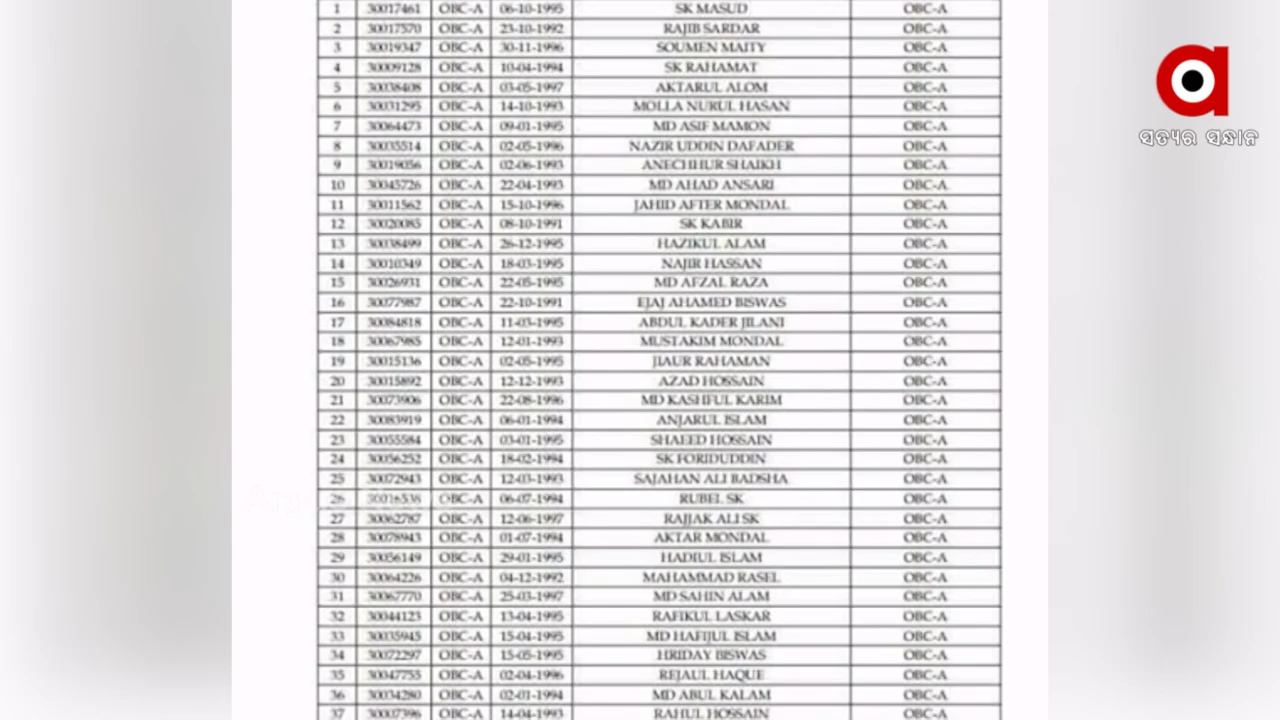 1 30017461 OBC-A 06-10-1995 SK MASUD OBC-A
2 30017570 OBC-A 23-10-1992 RAJIB SARDAR OBC-A
3 30019347 OBC-A 30-11-1996 SOUMEN MAITY OBC-A
4 30009128 OBC-A 10-04-1994 SK RAHAMAT OBC-A
5 30038408 OBC-A 03-05-1997 AKTARUL ALOM OBC-A
6 30031295 OBC-A 14-10-1993 MOLLA NURUL HASAN OBC-A
7 30064473 OBC-A 09-01-1995 MD ASIF MAMON OBC-A
8 30035514 OBC-A 02-05-1996 NAZIR UDDIN DAFADER OBC-A
9 30019056 OBC-A 02-06-1993 ANECHHUR SHAIKH OBC-A
10 30045726 OBC-A 22-04-1993 MD AHAD ANSARI OBC-A
11 30011562 OBC-A 15-10-1996 JAHID AFTER MONDAL OBC-A
12 30020085 OBC-A 08-10-1991 SK KABIR OBC-A
13 30038499 OBC-A 26-12-1995 HAZIKUL ALAM OBC-A
14 30010349 OBC-A 18-03-1995 NAJIR HASSAN OBC-A
15 30026931 OBC-A 22-05-1995 MD AFZAL RAZA OBC-A
16 30077987 OBC-A 22-10-1991 EJAJ AHAMED BISWAS OBC-A
17 30084818 OBC-A 11-03-1995 ABDUL KADER JILANI OBC-A
18 30067985 OBC-A 12-01-1993 MUSTAKIM MONDAL OBC-A
19 30015136 OBC-A 02-05-1995 JIAUR RAHAMAN OBC-A
20 30015892 OBC-A 12-12-1993 AZAD HOSSAIN OBC-A
21 30073906 OBC-A 22-08-1996 MD KASHFUL KARIM OBC-A
22 30083919 OBC-A 06-01-1994 ANJARUL ISLAM OBC-A
23 30055584 OBC-A 03-01-1995 SHAEED HOSSAIN OBC-A
24 30056252 OBC-A 18-02-1994 SK FORIDUDDIN OBC-A
25 30072943 OBC-A 12-03-1993 SAJAHAN ALI BADSHA OBC-A
26 30016538 OBC-A 06-07-1994 RUBEL SK OBC-A
27 30062787 OBC-A 12-06-1997 RAJJAK ALI SK OBC-A
28 30078943 OBC-A 01-07-1994 AKTAR MONDAL OBC-A
29 30056149 OBC-A 29-01-1995 HADIUL ISLAM OBC-A
30 30064226 OBC-A 04-12-1992 MAHAMMAD RASEL OBC-A
31 30067770 OBC-A 25-03-1997 MD SAHIN ALAM OBC-A
32 30044123 OBC-A 13-04-1995 RAFIKUL LASKAR OBC-A
33 30035945 OBC-A 15-04-1995 MD HAFIJUL ISLAM OBC-A
34 30072297 OBC-A 15-05-1995 HRIDAY BISWAS OBC-A
35 30047755 OBC-A 02-04-1996 REJAUL HAQUE OBC-A
36 30034280 OBC-A 02-01-1994 MD ABUL KALAM OBC-A
37 30007396 OBC-A 14-04-1993 RAHUL HOSSAIN OBC-A
a
ସତ୍ୟର ସନ୍ଧାନ